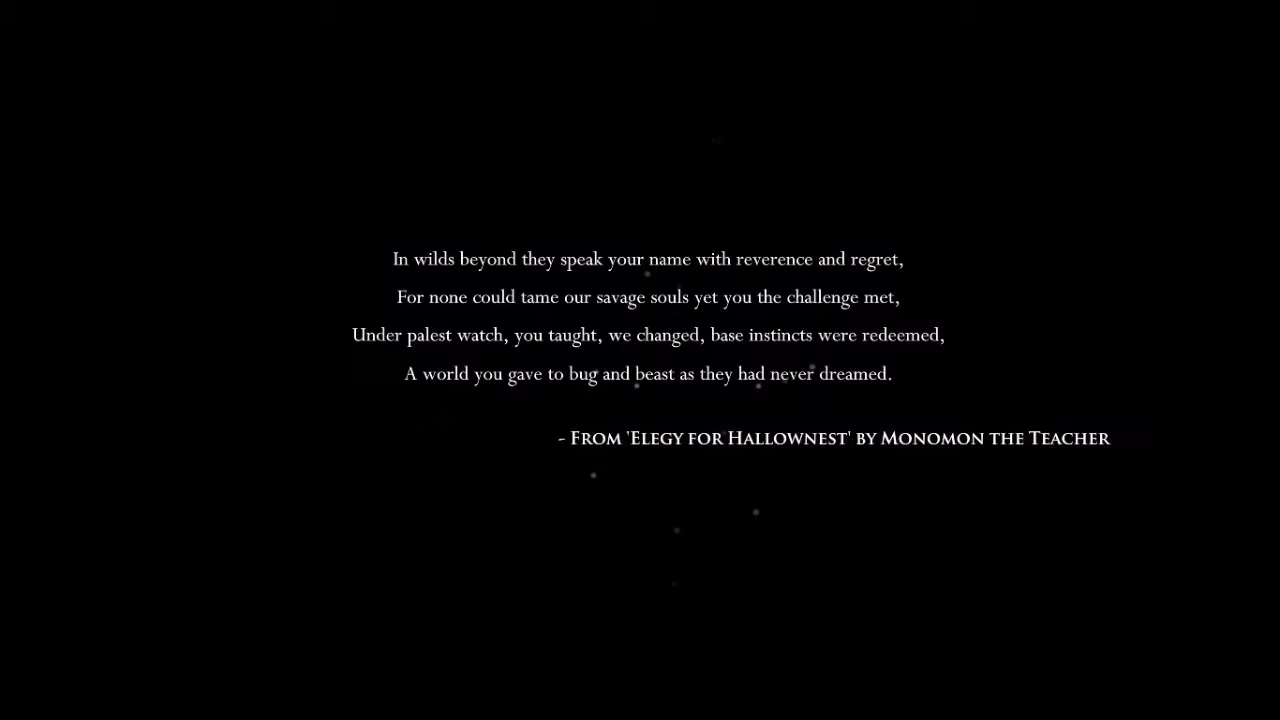 In wilds beyond they speak your name with reverence and regret,
For none could tame our savage souls yet you the challenge met,
Under palest watch, you taught, we changed, base instincts were redeemed,
A world you gave to bug and beast as they had never dreamed.
- From 'Elegy for Hallownest' by Monomon the Teacher